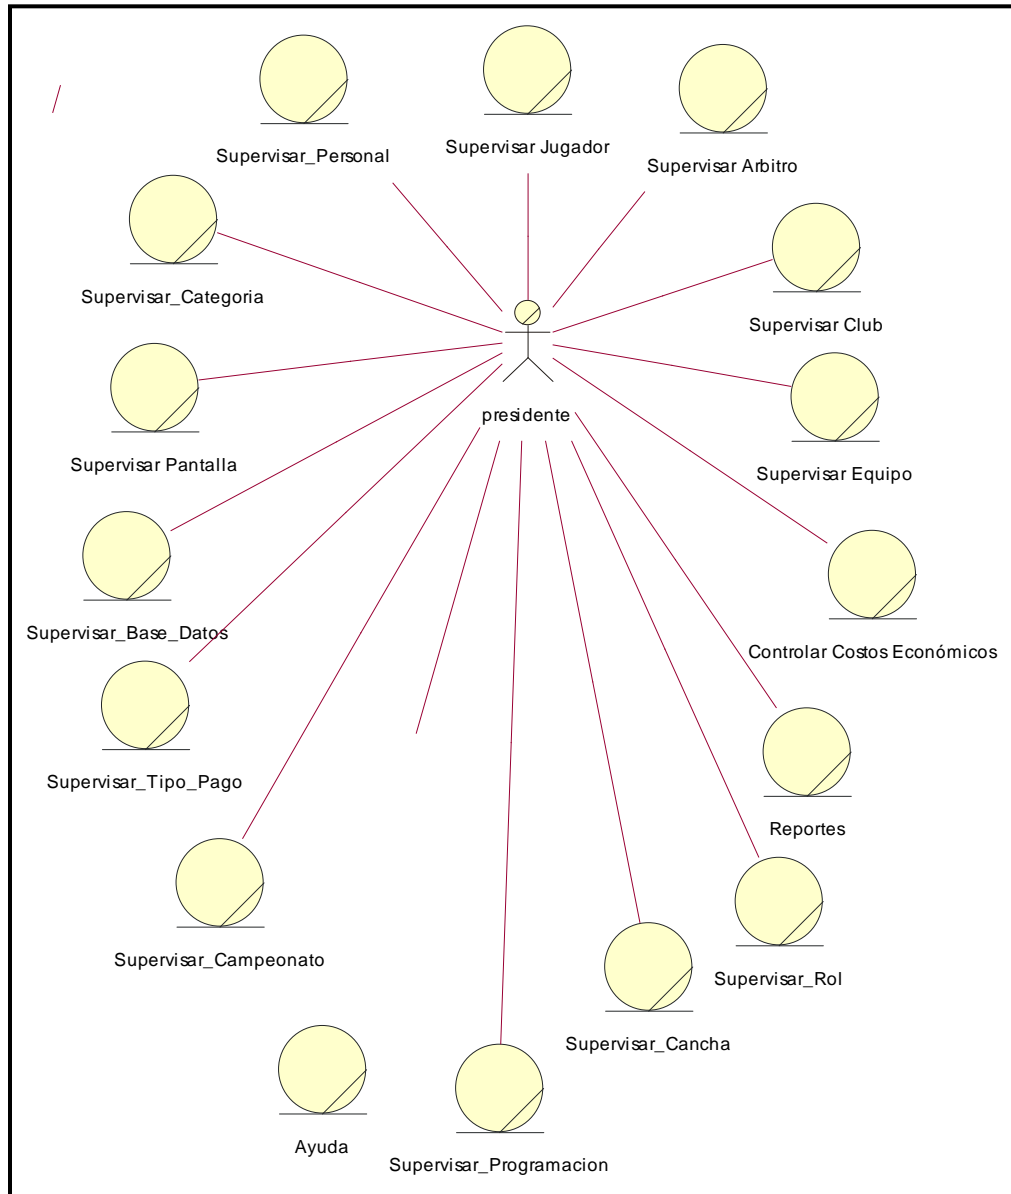 Supervisar_Personal
Supervisar Jugador
Supervisar Arbitro
Supervisar_Categoria
Supervisar Club
presidente
Supervisar Pantalla
Supervisar Equipo
Supervisar_Base_Datos
Controlar Costos Económicos
Supervisar_Tipo_Pago
Reportes
Supervisar_Campeonato
Supervisar_Rol
Supervisar_Cancha
Ayuda
Supervisar_Programacion